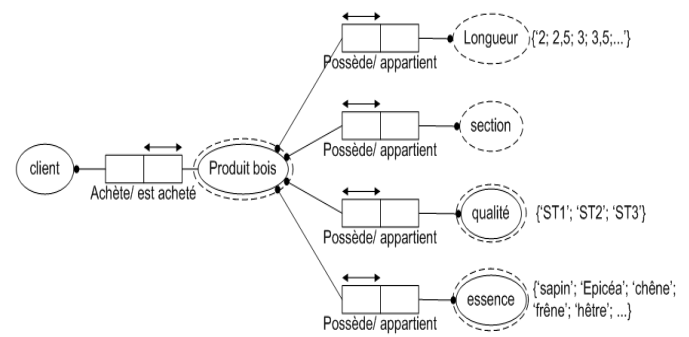 Longueur {'2; 2,5; 3; 3,5;...'}
Possède/ appartient
section
Possède/ appartient
client
Achète/ est acheté
Produit bois
qualité {'ST1'; 'ST2'; 'ST3'}
Possède/ appartient
essence {'sapin'; 'Epicéa'; 'chêne';
'frêne'; 'hêtre'; ...}
Possède/ appartient